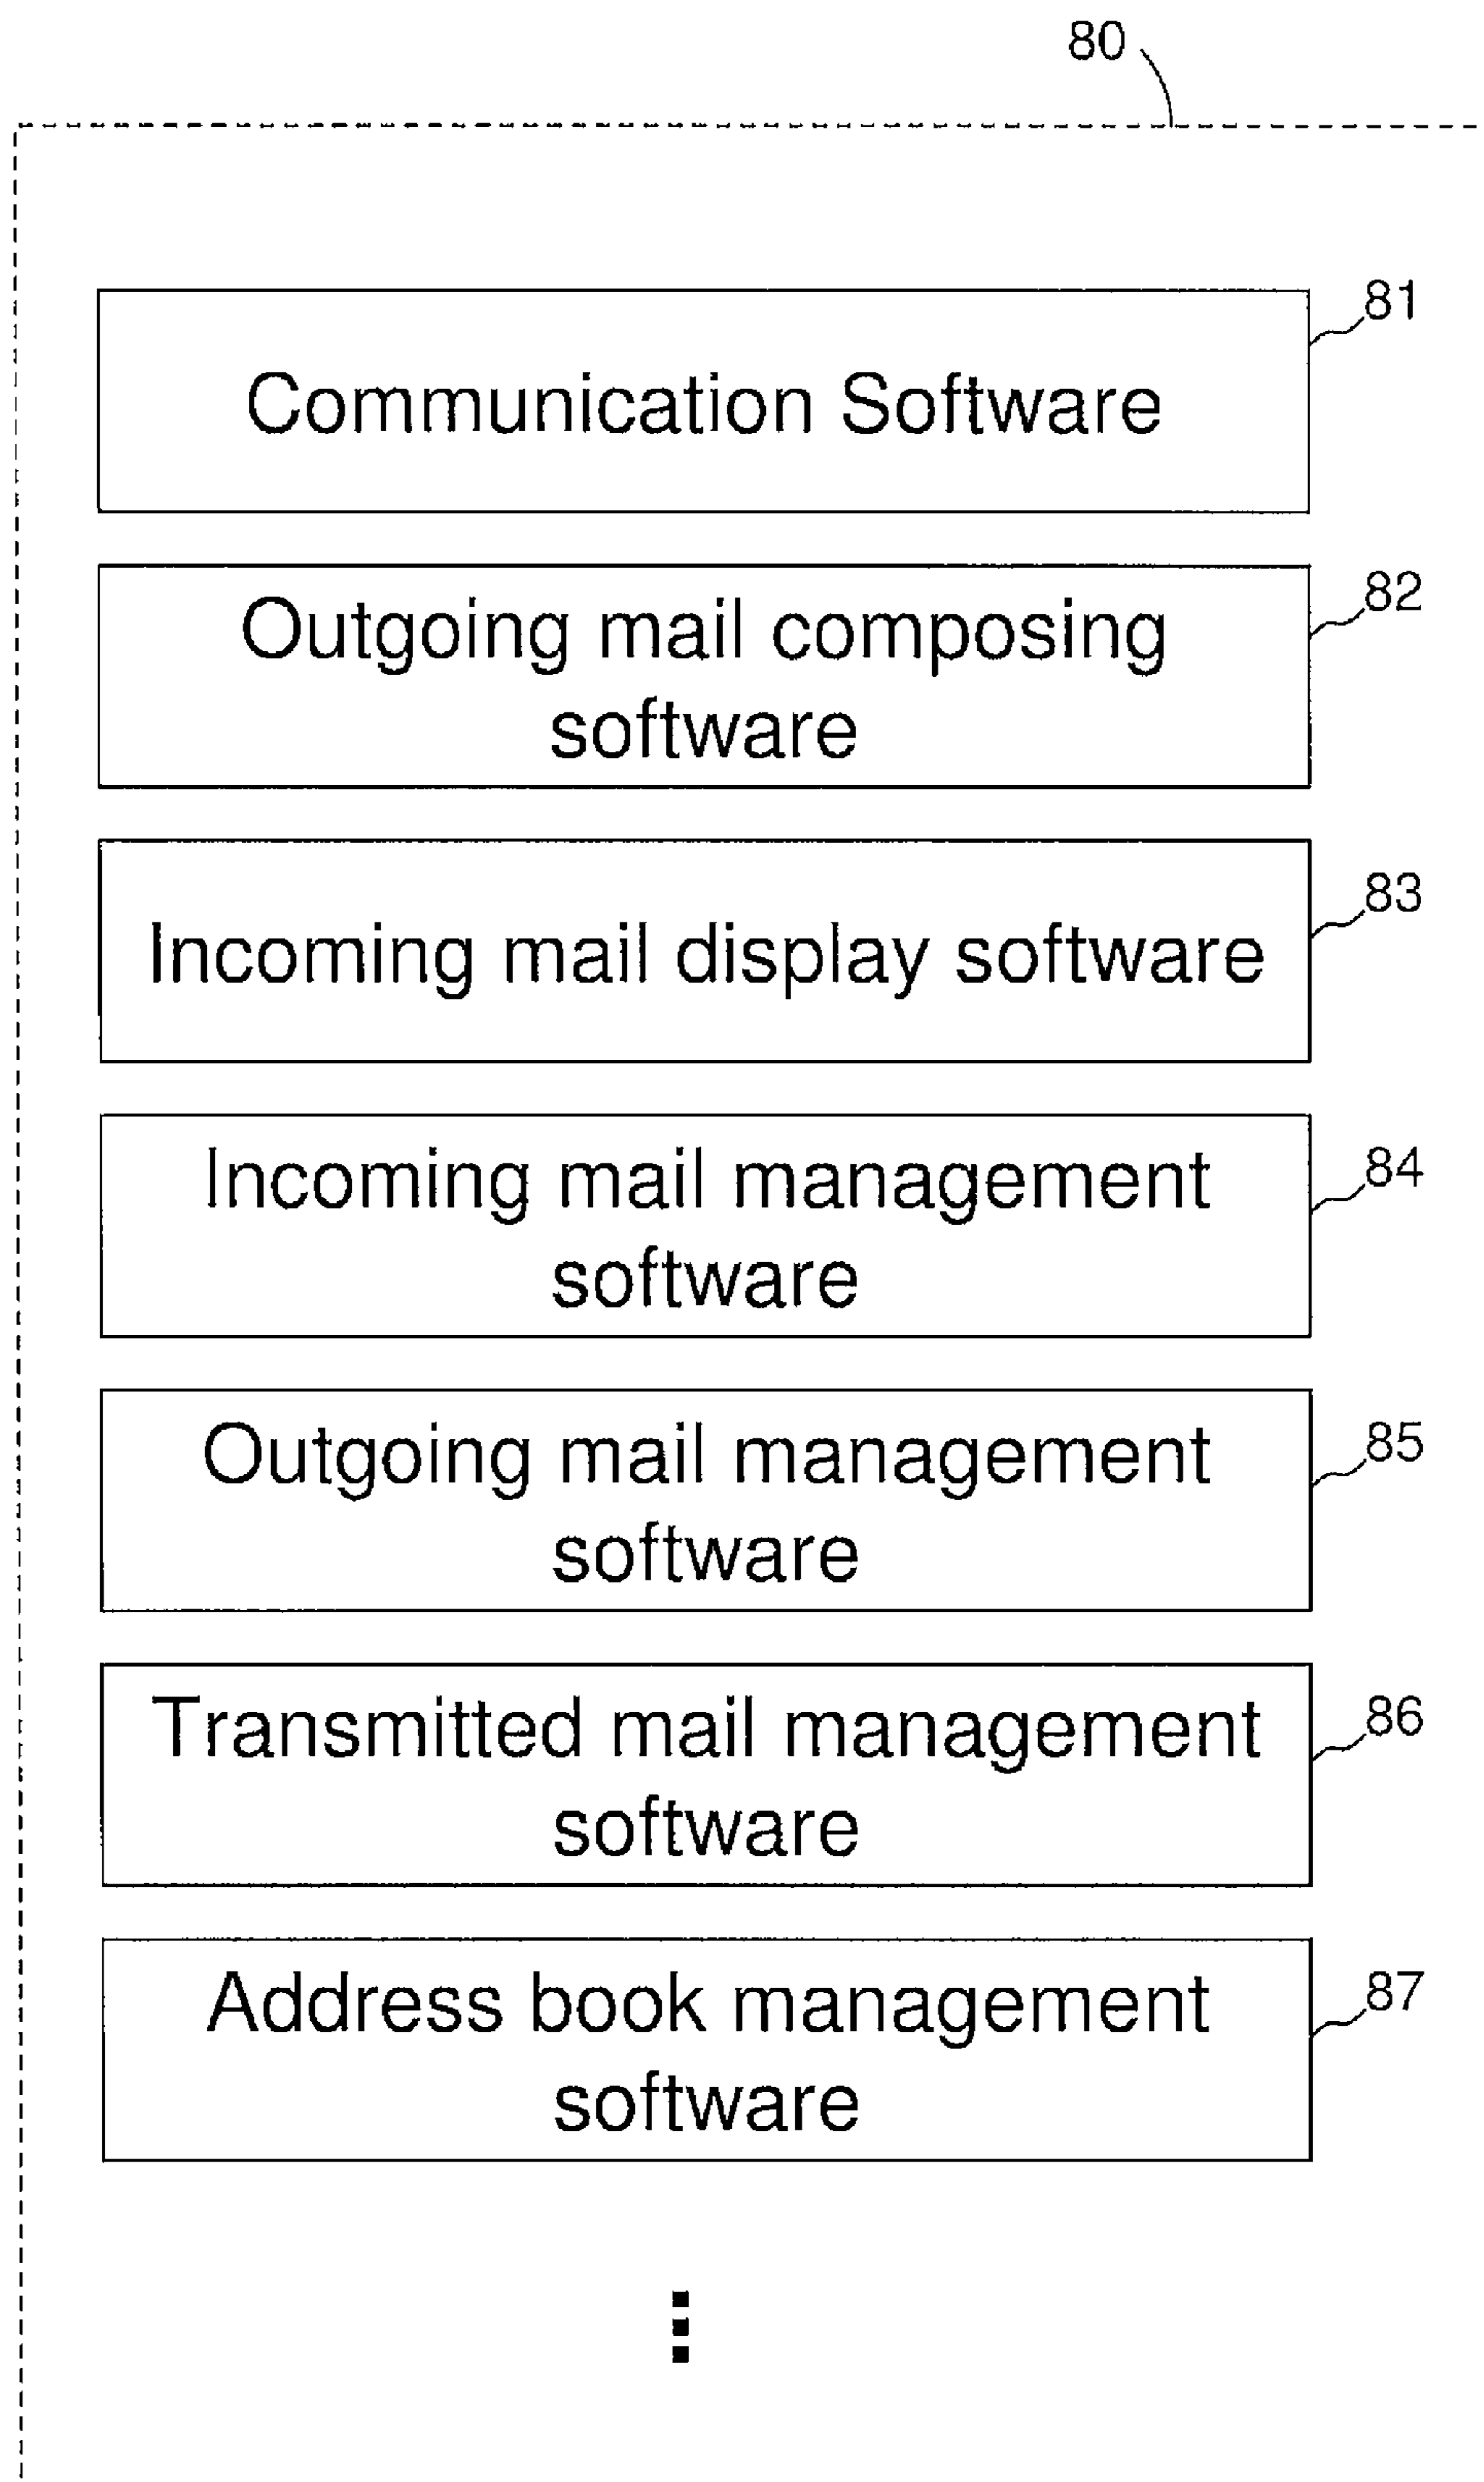 80
81
Communication Software
82
Outgoing mail composing
software
83
Incoming mail display software
84
Incoming mail management
software
85
Outgoing mail management
software
86
Transmitted mail management
software
87
Address book management
software